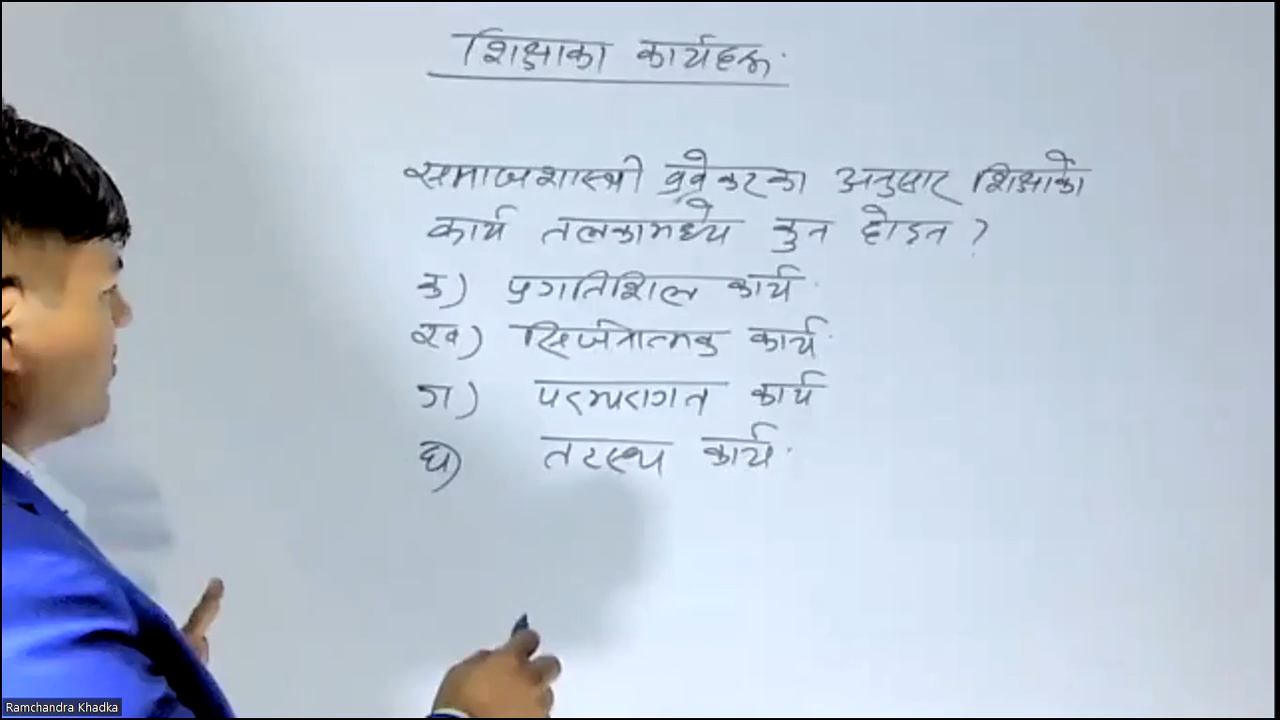 शिक्षाका कार्यहरू
समाजशास्त्री ब्रुवेकरका अनुसार शिक्षाको
कार्य तलकामध्ये कुन होइन ?
क) प्रगतिशिल कार्य
ख) सिर्जनात्मक कार्य
ग) परम्परागत कार्य
घ) तटस्थ कार्य
Ramchandra Khadka